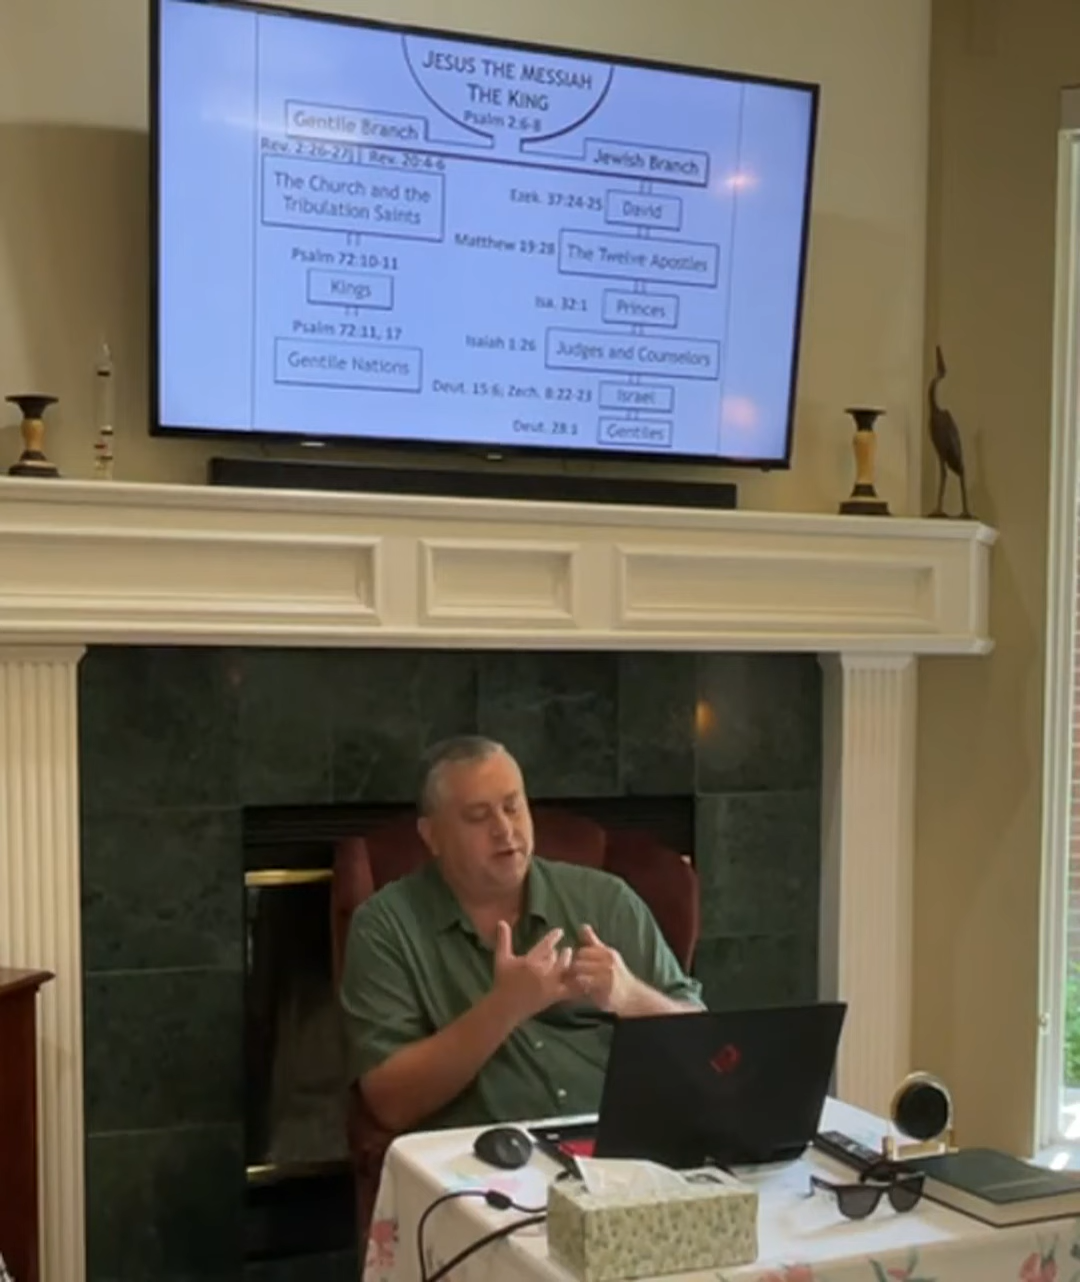 JESUS THE MESSIAH
THE KING
Psalm 2:6-8
Gentile Branch
Rev. 2:26-27 Rev. 20:4-6
The Church and the
Tribulation Saints
Psalm 72:10-11
Kings
Psalm 72:11, 17
Gentile Nations
Jewish Branch
Ezek. 37:24-25
David
Matthew 19:28
The Twelve Apostles
Isa. 32:1
Princes
Isaiah 1:26
Judges and Counselors
Deut. 15:6; Zech. 8:22-23
Israel
Deut. 28:1
Gentiles